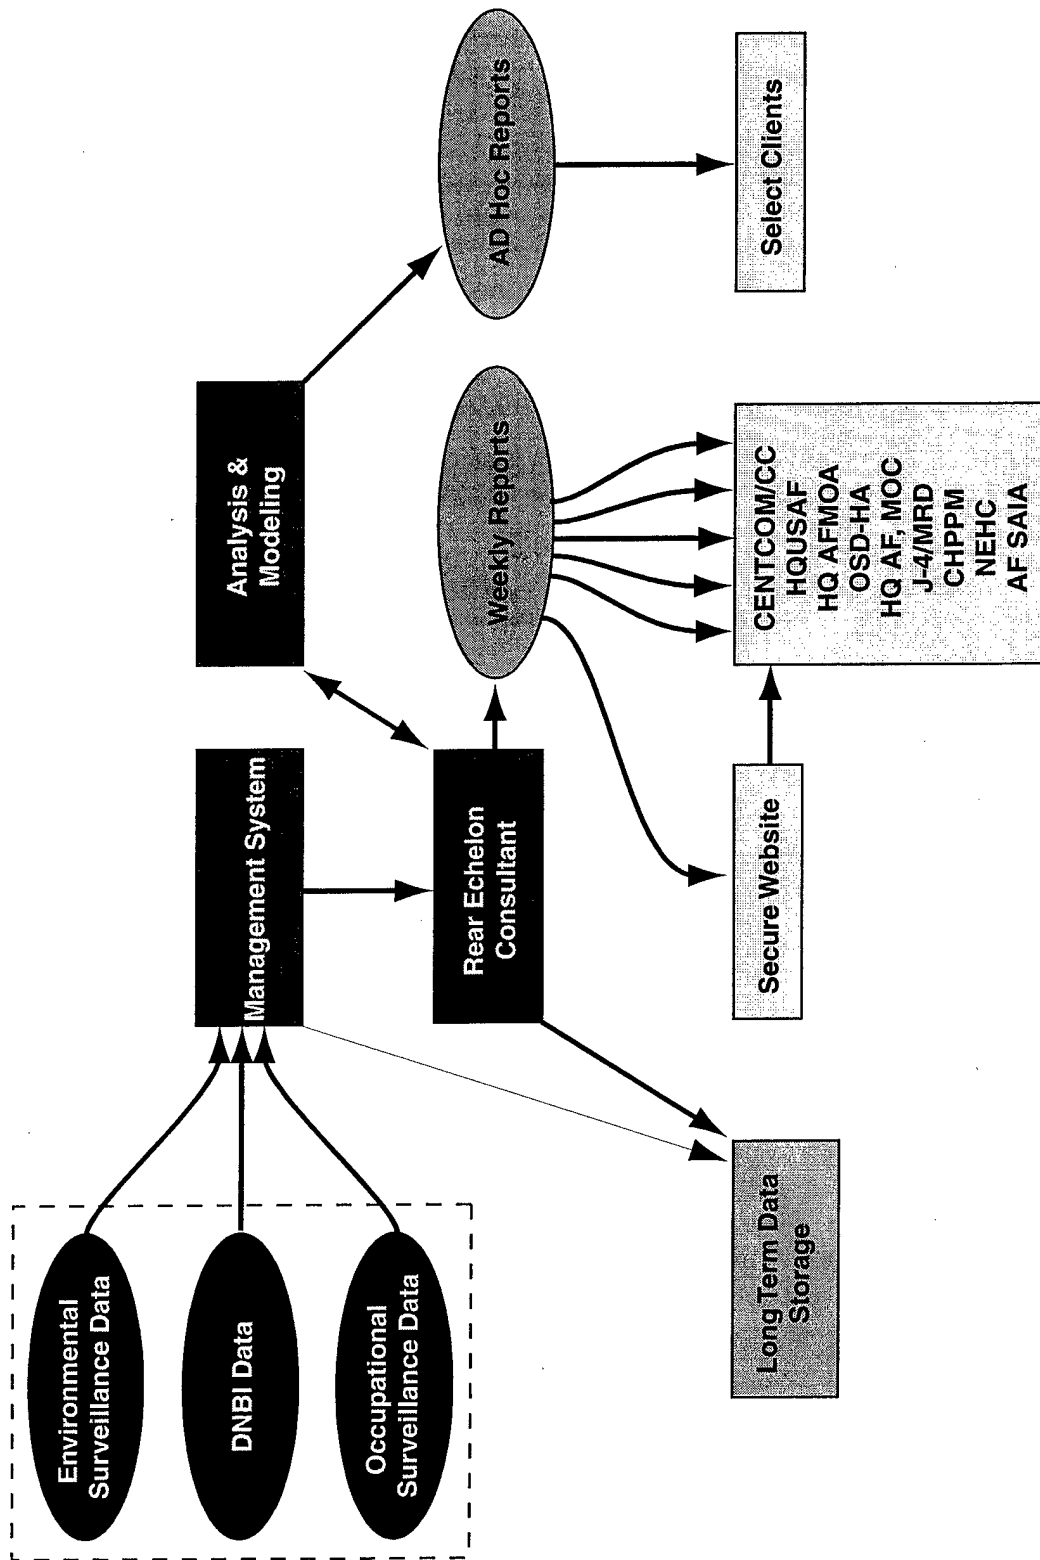 Environmental
Surveillance Data
DNBI Data
Occupational
Surveillance Data
Management System
Analysis &
Modeling
Rear Echelon
Consultant
Weekly Reports
AD Hoc Reports
Long Term Data
Storage
Secure Website
CENTCOM/CC
HQUSAF
HQ AFMOA
OSD-HA
HQ AF, MOC
J-4/MRD
CHPPM
NEHC
AF SAIA
Select Clients